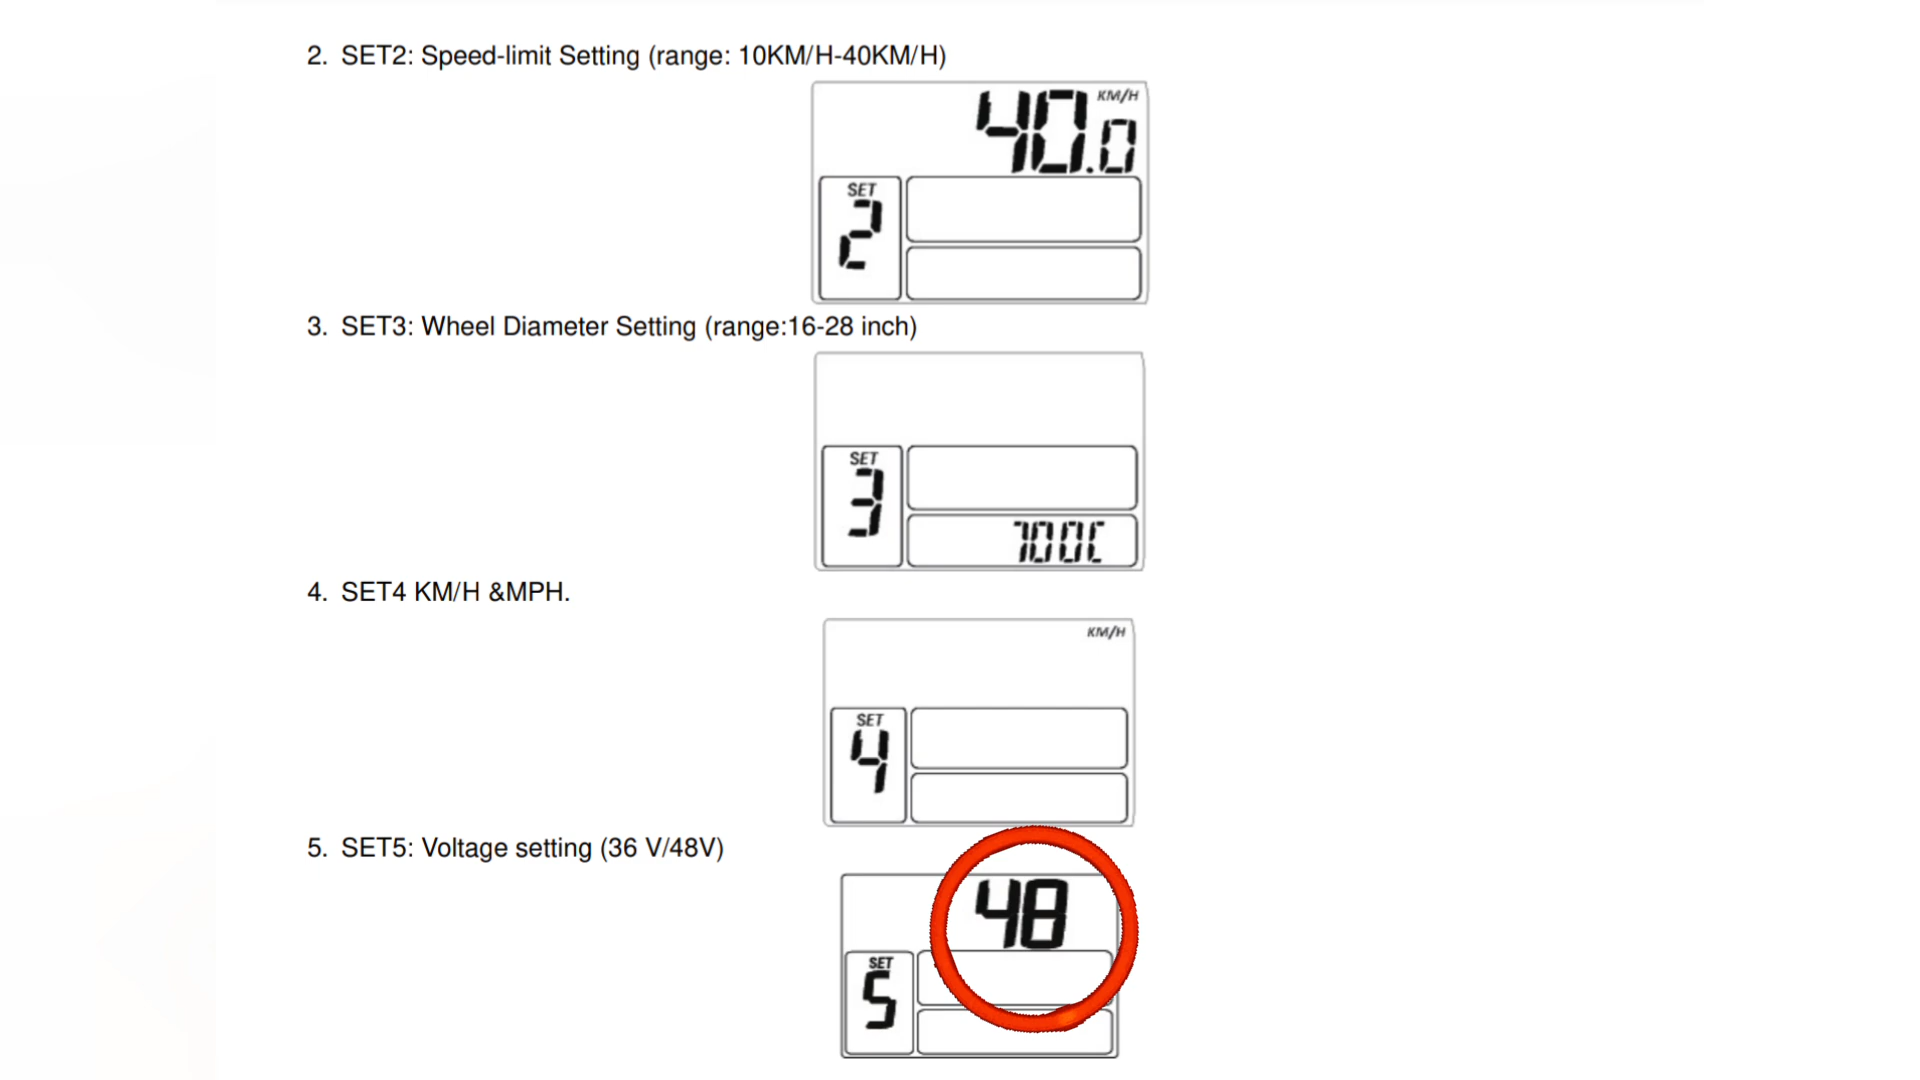 2. SET2: Speed-limit Setting (range: 10KM/H-40KM/H)
KM/H
40.0
SET
2
3. SET3: Wheel Diameter Setting (range:16-28 inch)
SET
3
700C
4. SET4 KM/H &MPH.
KM/H
SET
4
5. SET5: Voltage setting (36 V/48V)
48
SET
5